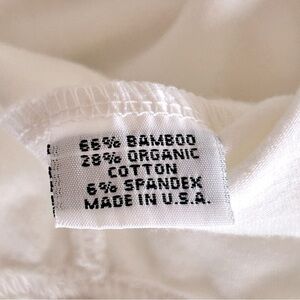 66% BAMBOO
28% ORGANIC
COTTON
6% SPANDEX
MADE IN U.S.A.